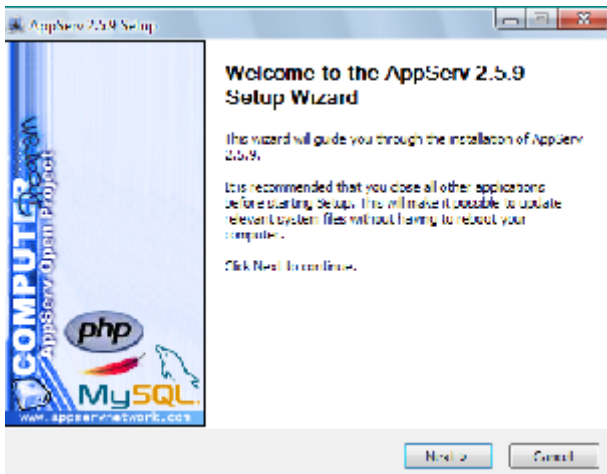 AppServ 2.5.9 Setup
Welcome to the AppServ 2.5.9
Setup Wizard
This wizard will guide you through the installation of AppServ
2.5.9.
It is recommended that you close all other applications
before starting Setup. This will make it possible to update
relevant system files without having to reboot your
computer.
Click Next to continue.
COMPUTER
AppServ Open Project
php
MySQL
www.appservnetwork.com
Next >
Cancel